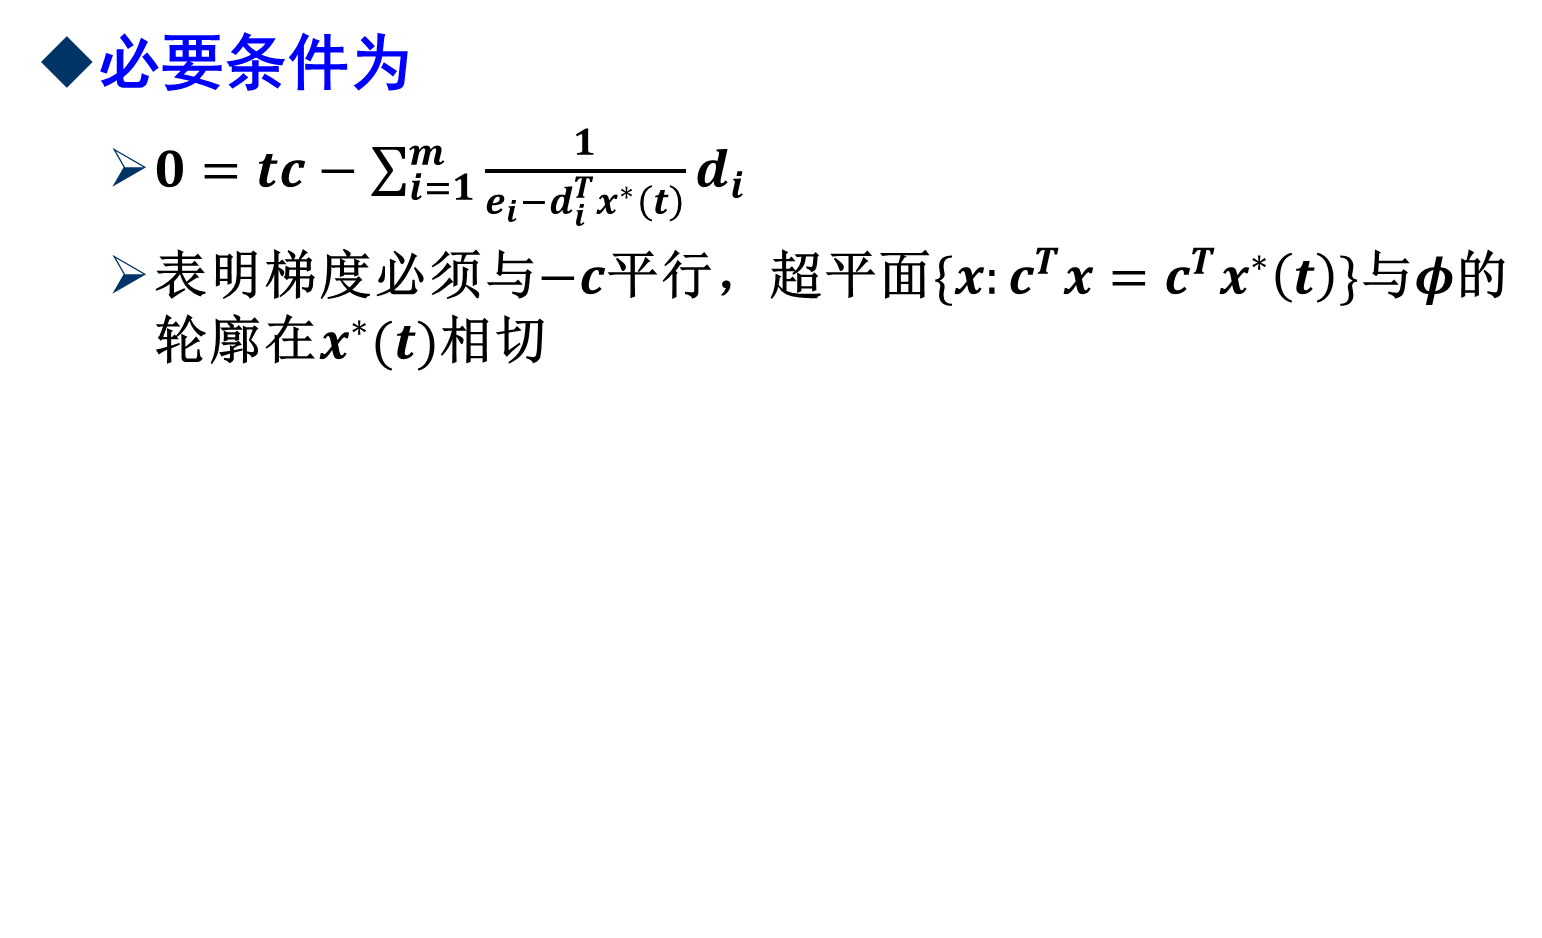 ◆必要条件为
➢0 = tc − ∑_{i=1}^{m} \frac{1}{e_i−d_i^T x^*(t)} d_i
➢表明梯度必须与−c平行，超平面{x: c^T x = c^T x^*(t)}与ϕ的
轮廓在x^*(t)相切